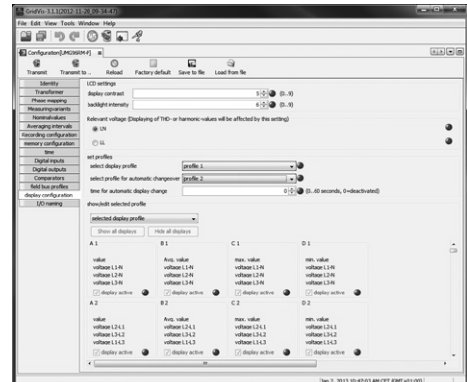 GridVis-3.1.1(2012-11-20_09-34-47)
File Edit View Tools Window Help
Configuration[UMG96RM-P]
Transmit Transmit to .. Reload Factory default Save to file Load from file
Identity
Transformer
Phase mapping
Measuringvariants
Nominalvalues
Averaging intervals
Recording configuration
memory configuration
time
Digital inputs
Digital outputs
Comparators
field bus profiles
display configuration
I/O naming
LCD settings
display contrast 5 (0..9)
backlight intensity 6 (0..9)
Relevant voltage (Displaying of THD- or harmonic-values will be affected by this setting)
LN
LL
set profiles
select display profile profile 1
select profile for automatic changeover profile 2
time for automatic display change 0 (0..60 seconds, 0=deactivated)
show/edit selected profile
selected display profile
Show all displays Hide all displays
A 1 B 1 C 1 D 1
value Avg. value max. value min. value
voltage L1-N voltage L1-N voltage L1-N voltage L1-N
voltage L2-N voltage L2-N voltage L2-N voltage L2-N
voltage L3-N voltage L3-N voltage L3-N voltage L3-N
display active display active display active display active
A 2 B 2 C 2 D 2
value Avg. value max. value min. value
voltage L2-L1 voltage L2-L1 voltage L2-L1 voltage L2-L1
voltage L3-L2 voltage L3-L2 voltage L3-L2 voltage L3-L2
voltage L1-L3 voltage L1-L3 voltage L1-L3 voltage L1-L3
display active display active display active display active